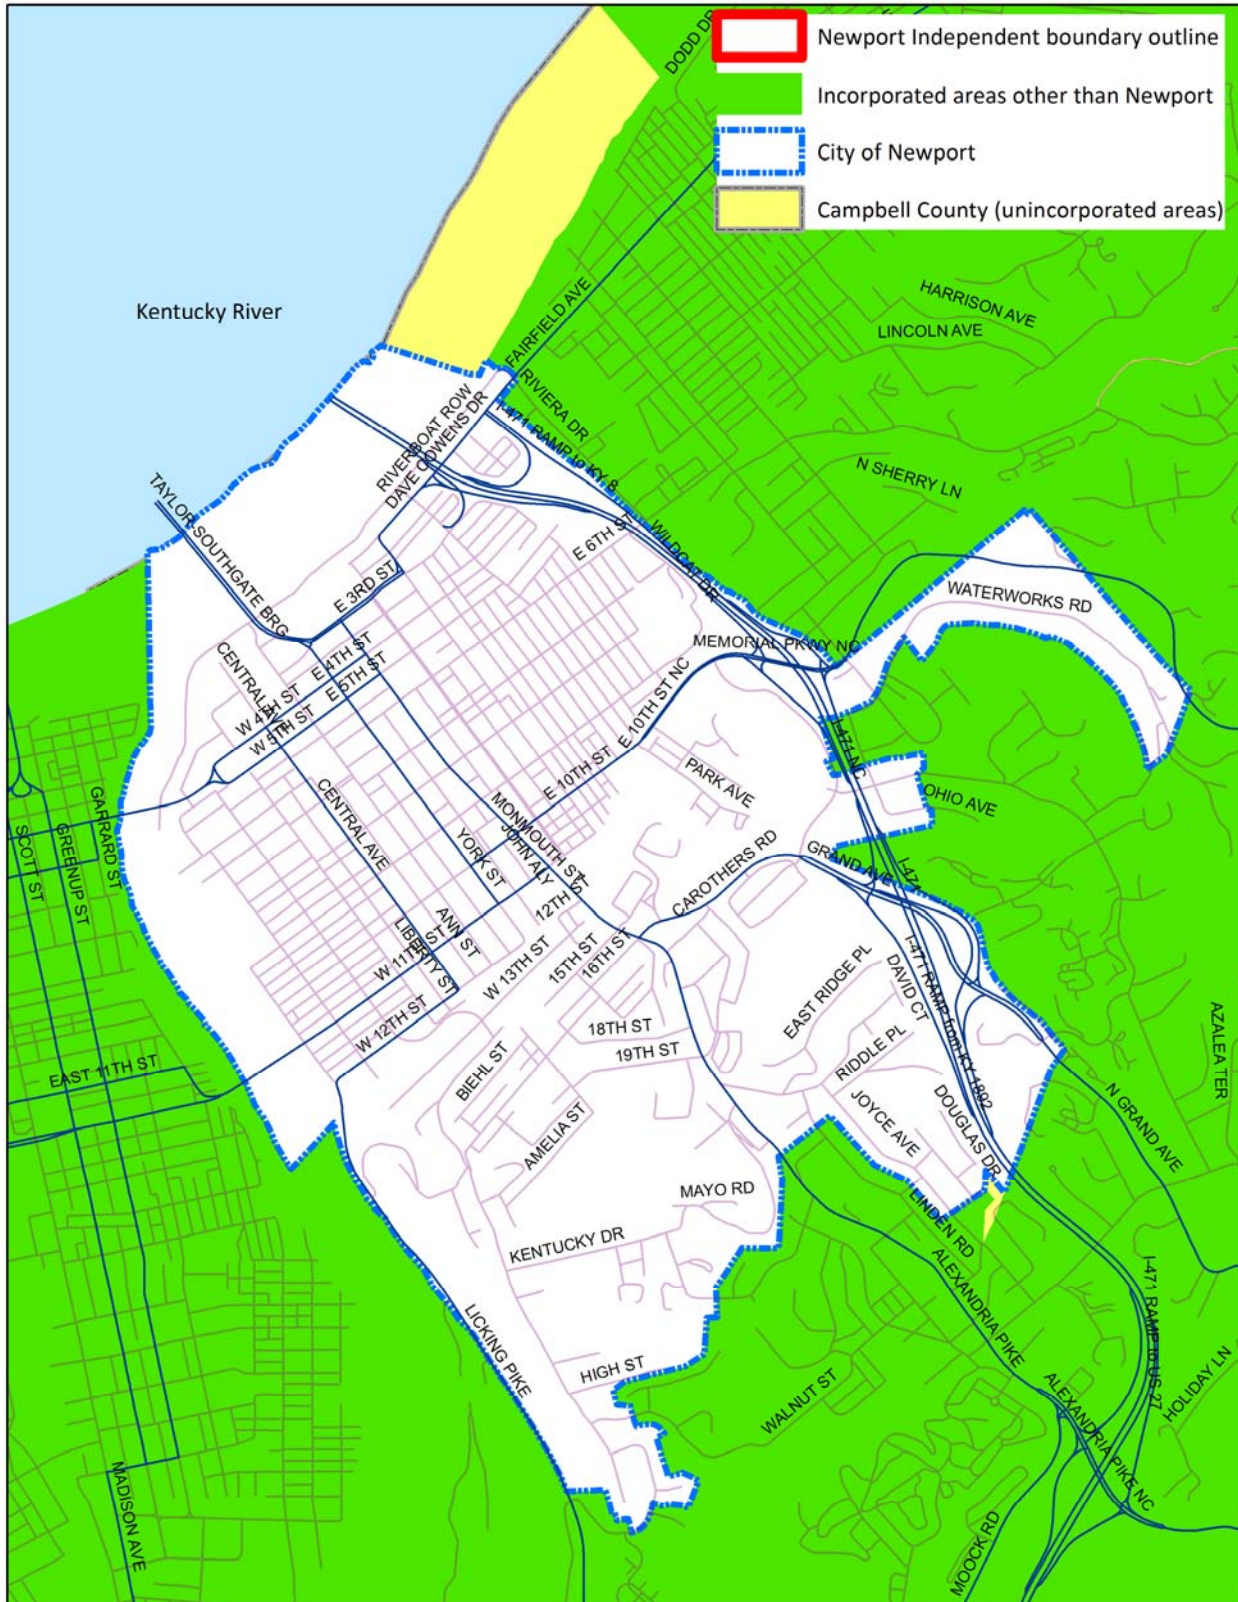 DODD DR
Newport Independent boundary outline
Incorporated areas other than Newport
City of Newport
Campbell County (unincorporated areas)
Kentucky River
HARRISON AVE
LINCOLN AVE
FAIRFIELD AVE
RIVIERA DR
RIVERBOAT ROW
DAVE COWENS DR
I-471 RAMP to KY 8
N SHERRY LN
TAYLOR SOUTHGATE BRG
E 6TH ST
WILDCAT DR
E 3RD ST
WATERWORKS RD
MEMORIAL PKWY NC
CENTRAL AVE
E 4TH ST
E 5TH ST
W 4TH ST
W 5TH ST
E 10TH ST NC
I-471 NC
PARK AVE
E 10TH ST
OHIO AVE
CENTRAL AVE
MONMOUTH ST
JOHN ALY
YORK ST
GARRARD ST
GREENUP ST
SCOTT ST
12TH ST
CAROTHERS RD
GRAND AVE
I-471
ANN ST
LIBERTY ST
W 11TH ST
W 13TH ST
15TH ST
16TH ST
EAST RIDGE PL
DAVID CT
I-471 RAMP from KY 1892
W 12TH ST
18TH ST
19TH ST
RIDDLE PL
AZALEA TER
EAST 11TH ST
BIEHL ST
AMELIA ST
JOYCE AVE
DOUGLAS DR
N GRAND AVE
MAYO RD
KENTUCKY DR
LINDEN RD
ALEXANDRIA PIKE
LICKING PIKE
HIGH ST
WALNUT ST
I-471 RAMP to US 27
HOLIDAY LN
ALEXANDRIA PIKE NC
MADISON AVE
MOOCK RD